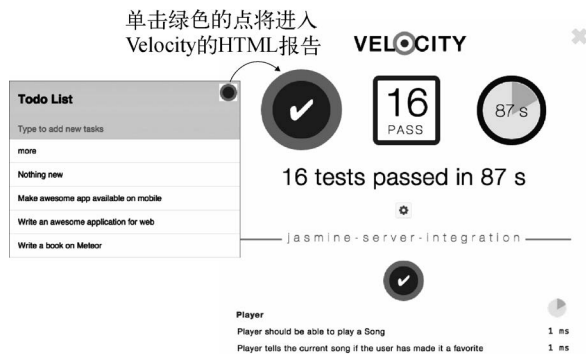 单击绿色的点将进入
Velocity的HTML报告
VELOCITY
Todo List
Type to add new tasks
more
Nothing new
Make awesome app available on mobile
Write an awesome application for web
Write a book on Meteor
16
PASS
87 s
16 tests passed in 87 s
jasmine-server-integration
Player
Player should be able to play a Song 1 ms
Player tells the current song if the user has made it a favorite 1 ms